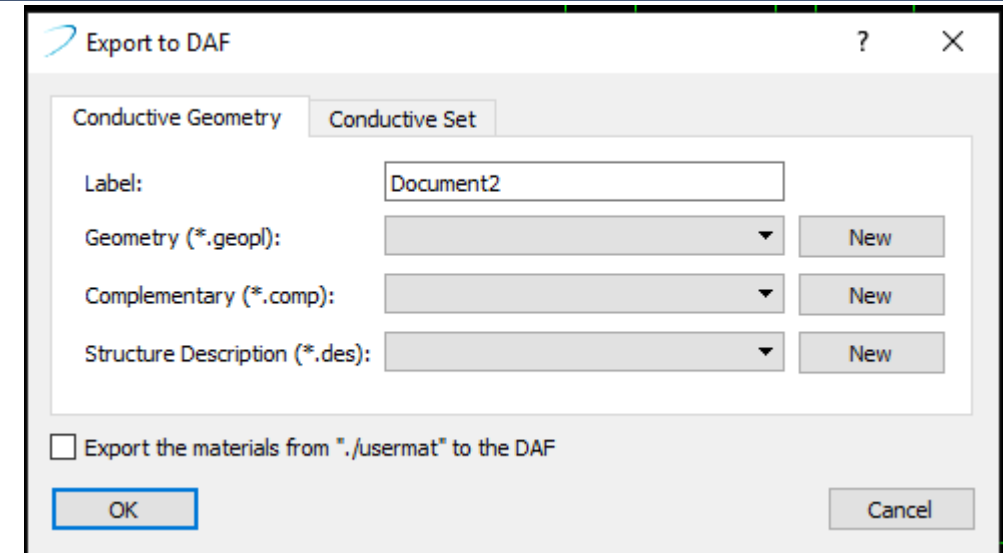 Export to DAF ?
Conductive Geometry Conductive Set
Label: Document2
Geometry (*.geopl): New
Complementary (*.comp): New
Structure Description (*.des): New
Export the materials from "./usermat" to the DAF
OK Cancel